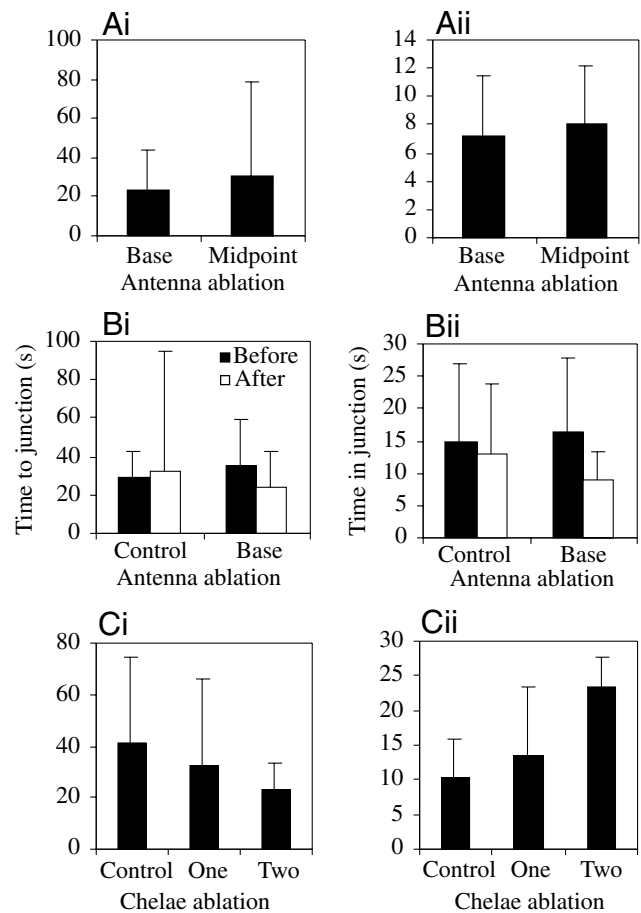 Ai
100
80
60
40
20
0
Base Midpoint
Antenna ablation
Aii
14
12
10
8
6
4
2
0
Base Midpoint
Antenna ablation
Time to junction (s)
Bi
100
80
60
40
20
0
Before
After
Control Base
Antenna ablation
Time in junction (s)
Bii
30
25
20
15
10
5
0
Control Base
Antenna ablation
Ci
80
60
40
20
0
Control One Two
Chelae ablation
Cii
30
25
20
15
10
5
0
Control One Two
Chelae ablation